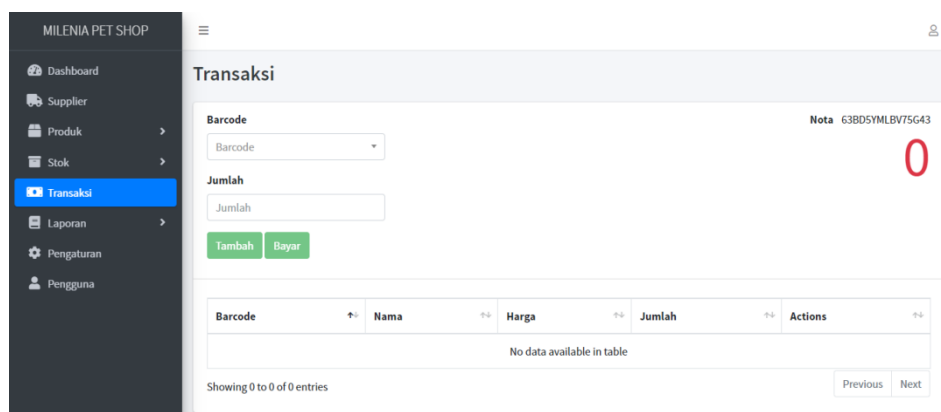 MILENIA PET SHOP
Dashboard
Supplier
Produk
Stok
Transaksi
Laporan
Pengaturan
Pengguna
Transaksi
Barcode
Nota 63BD5YMLBV75G43
Barcode
0
Jumlah
Jumlah
Tambah Bayar
Barcode Nama Harga Jumlah Actions
No data available in table
Showing 0 to 0 of 0 entries
Previous Next